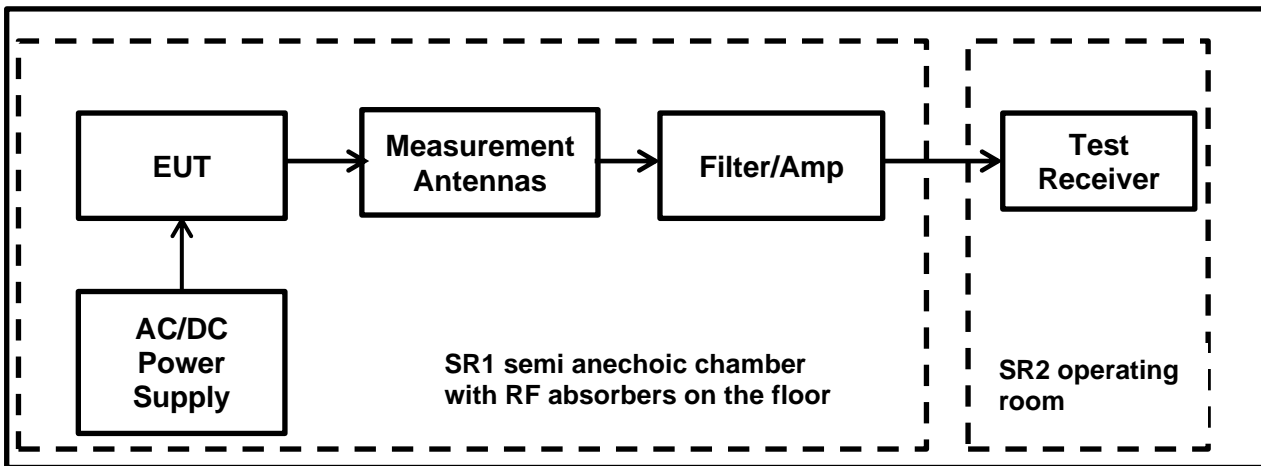 EUT
Measurement
Antennas
Filter/Amp
Test
Receiver
AC/DC
Power
Supply
SR1 semi anechoic chamber
with RF absorbers on the floor
SR2 operating
room